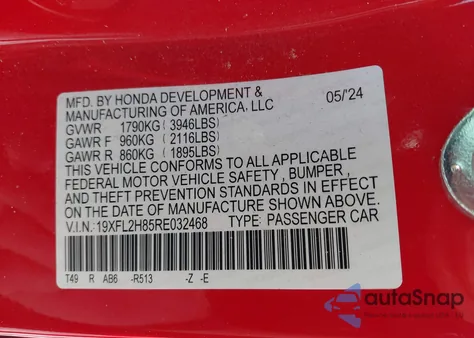 MFD. BY HONDA DEVELOPMENT &
MANUFACTURING OF AMERICA, LLC 05/'24
GVWR 1790KG (3946LBS)
GAWR F 960KG (2116LBS)
GAWR R 860KG (1895LBS)
THIS VEHICLE CONFORMS TO ALL APPLICABLE
FEDERAL MOTOR VEHICLE SAFETY , BUMPER ,
AND THEFT PREVENTION STANDARDS IN EFFECT
ON THE DATE OF MANUFACTURE SHOWN ABOVE.
V.I.N. : 19XFL2H85RE032468 TYPE: PASSENGER CAR
T49 R AB6 -R513 -Z -E
autoSnap